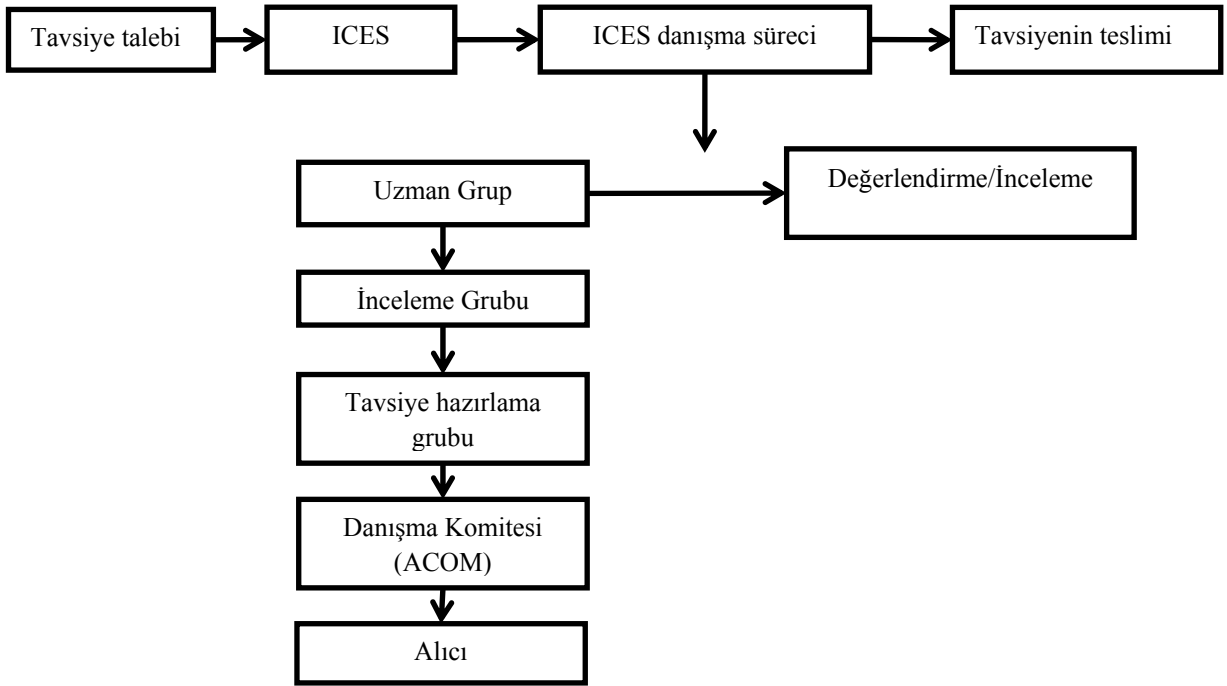 Tavsiye talebi
ICES
ICES danışma süreci
Tavsiyenin teslimi
Uzman Grup
Değerlendirme/İnceleme
İnceleme Grubu
Tavsiye hazırlama
grubu
Danışma Komitesi
(ACOM)
Alıcı